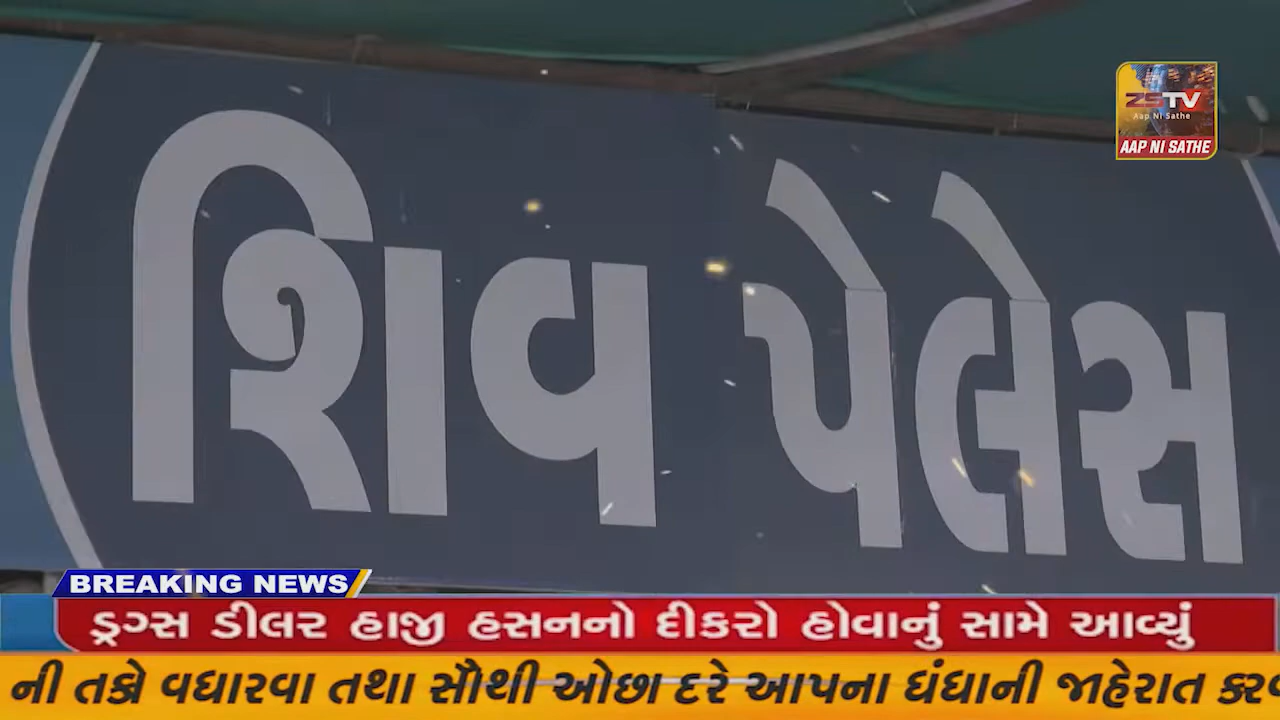 ZSTV
Aap Ni Sathe
AAP NI SATHE
શિવ પેલેસ
BREAKING NEWS
ડ્રગ્સ ડીલર હાજી હસનનો દીકરો હોવાનું સામે આવ્યું
ની તકો વધારવા તથા સૌથી ઓછા દરે આપના ધંધાની જાહેરાત